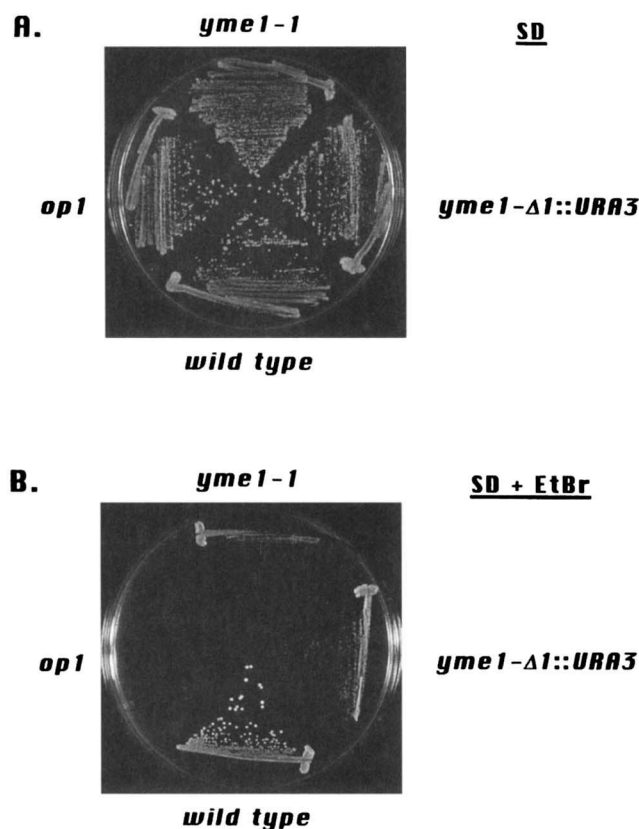 A.
yme1-1
SD
op1
yme1-Δ1::URA3
wild type
B.
yme1-1
SD + EtBr
op1
yme1-Δ1::URA3
wild type